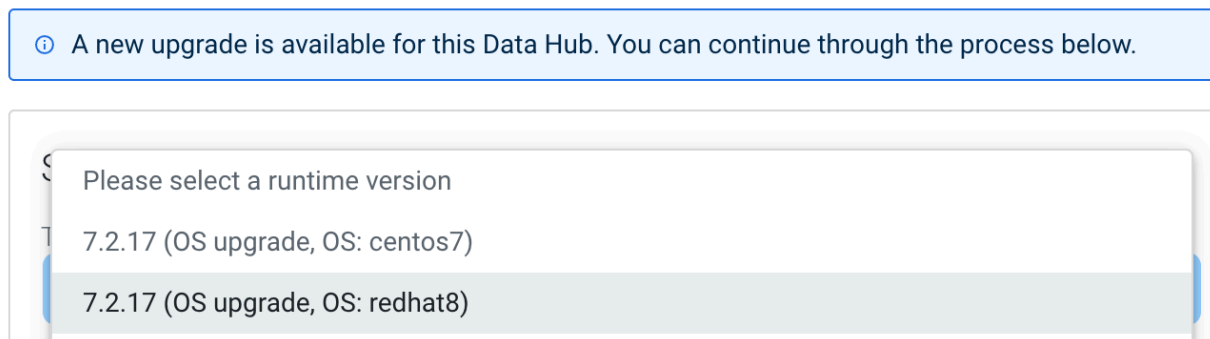 A new upgrade is available for this Data Hub. You can continue through the process below.
Please select a runtime version
7.2.17 (OS upgrade, OS: centos7)
7.2.17 (OS upgrade, OS: redhat8)